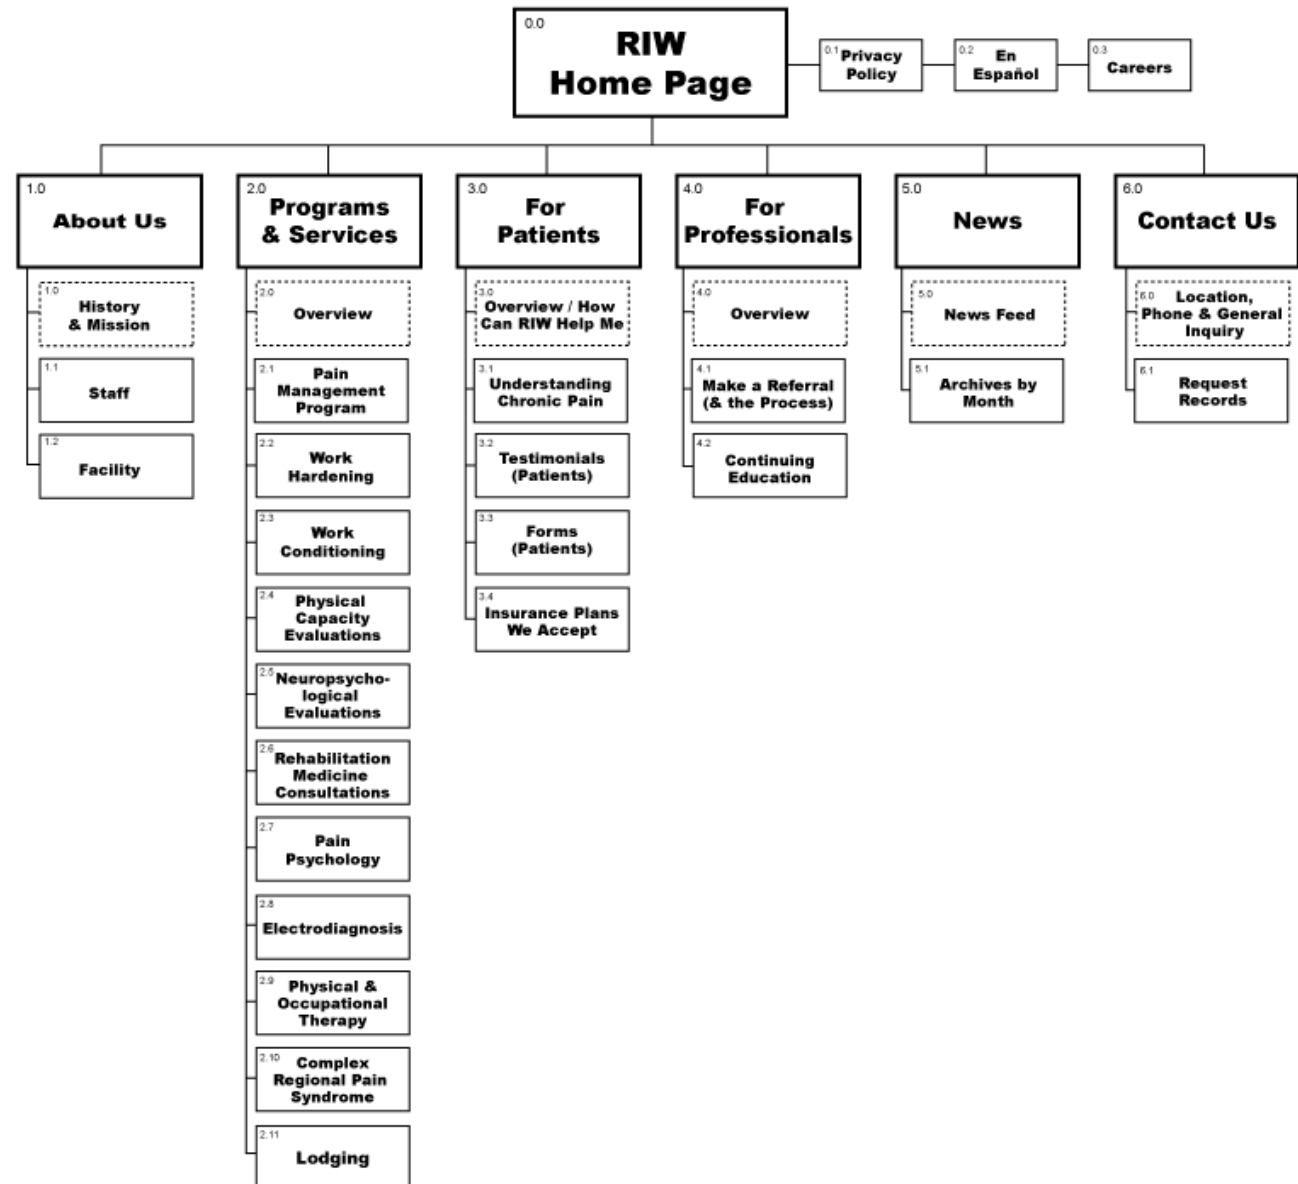 0.0
RIW
Home Page
0.1
Privacy
Policy
0.2
En
Español
0.3
Careers
1.0
About Us
2.0
Programs
& Services
3.0
For
Patients
4.0
For
Professionals
5.0
News
6.0
Contact Us
1.0
History
& Mission
1.1
Staff
1.2
Facility
2.0
Overview
2.1
Pain
Management
Program
2.2
Work
Hardening
2.3
Work
Conditioning
2.4
Physical
Capacity
Evaluations
2.5
Neuropsycho-
logical
Evaluations
2.6
Rehabilitation
Medicine
Consultations
2.7
Pain
Psychology
2.8
Electrodiagnosis
2.9
Physical &
Occupational
Therapy
2.10
Complex
Regional Pain
Syndrome
2.11
Lodging
3.0
Overview / How
Can RIW Help Me
3.1
Understanding
Chronic Pain
3.2
Testimonials
(Patients)
3.3
Forms
(Patients)
3.4
Insurance Plans
We Accept
4.0
Overview
4.1
Make a Referral
(& the Process)
4.2
Continuing
Education
5.0
News Feed
5.1
Archives by
Month
6.0
Location,
Phone & General
Inquiry
6.1
Request
Records